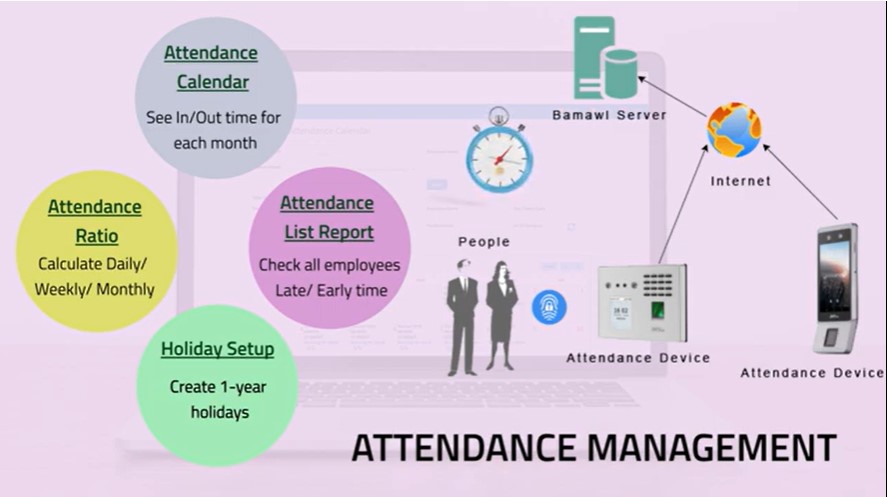 Attendance
Calendar
See In/Out time for
each month
Attendance
Ratio
Calculate Daily/
Weekly/ Monthly
Attendance
List Report
Check all employees
Late/ Early time
Holiday Setup
Create 1-year
holidays
Bamawl Server
Internet
People
Attendance Device
Attendance Device
ATTENDANCE MANAGEMENT